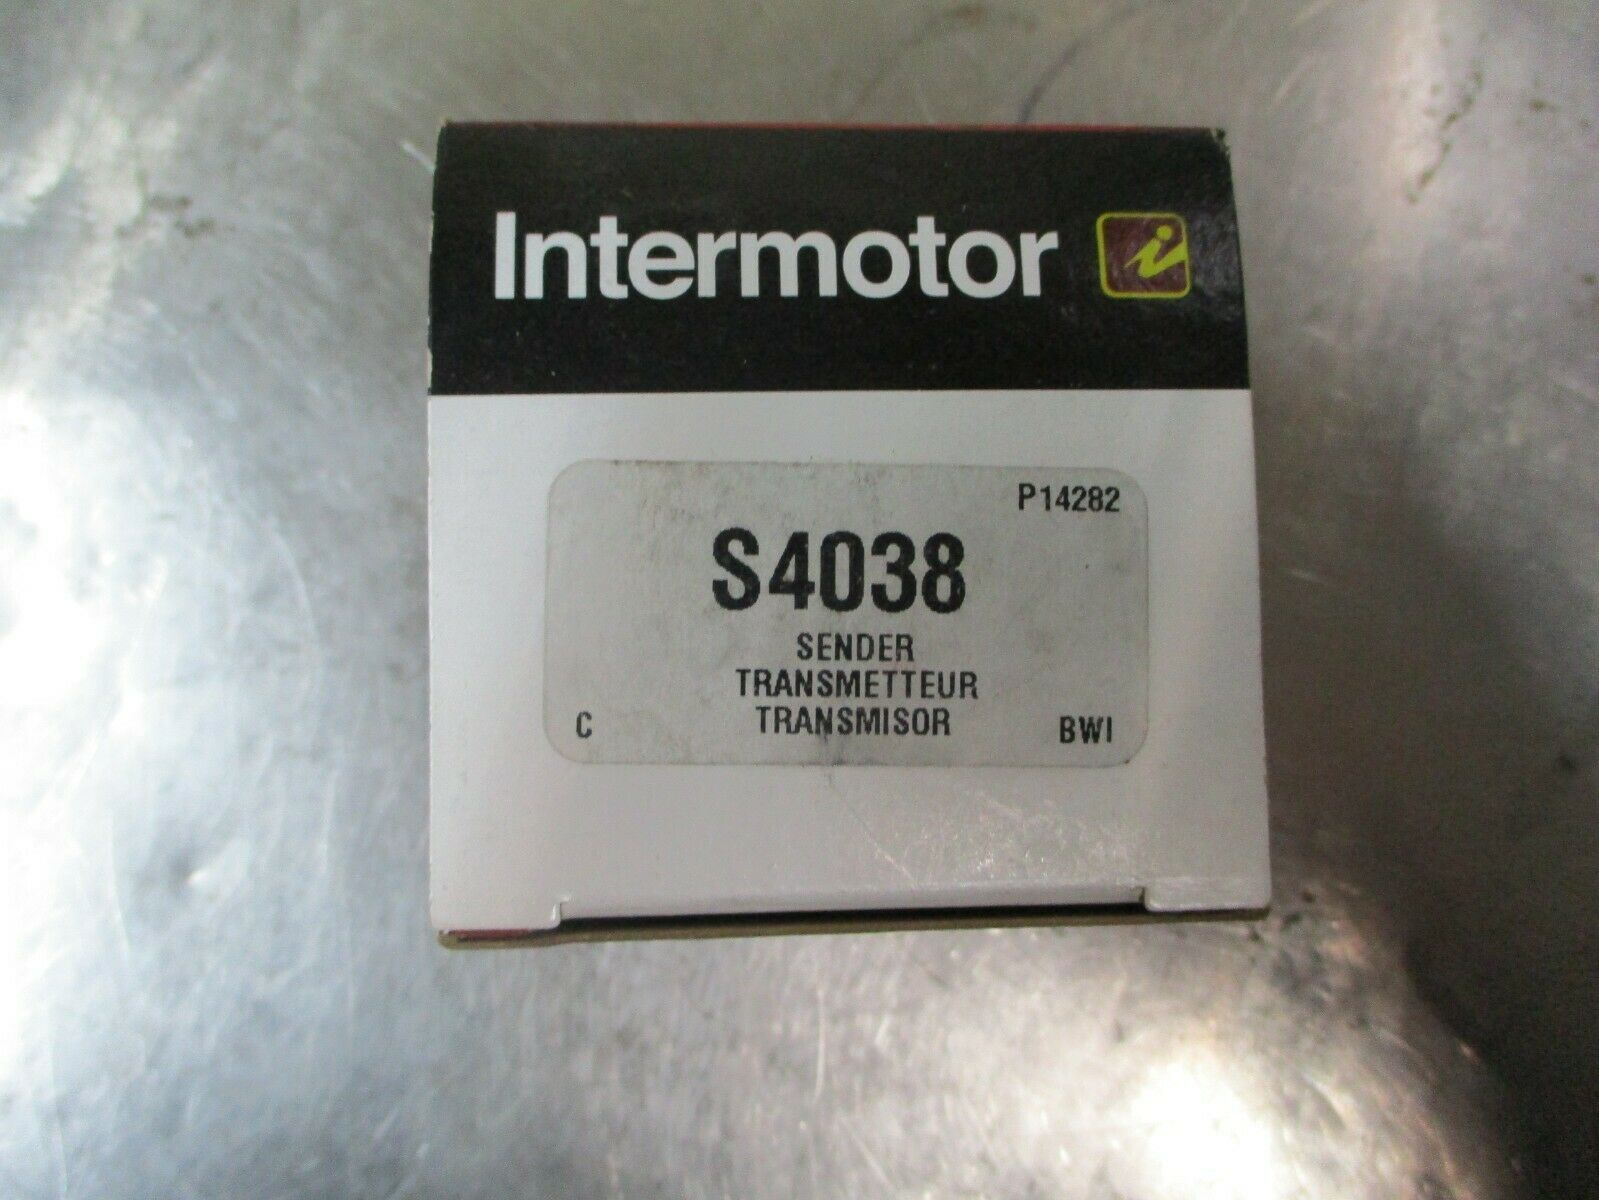 Intermotor i
P14282
S4038
SENDER
TRANSMETTEUR
TRANSMISOR
C BWI